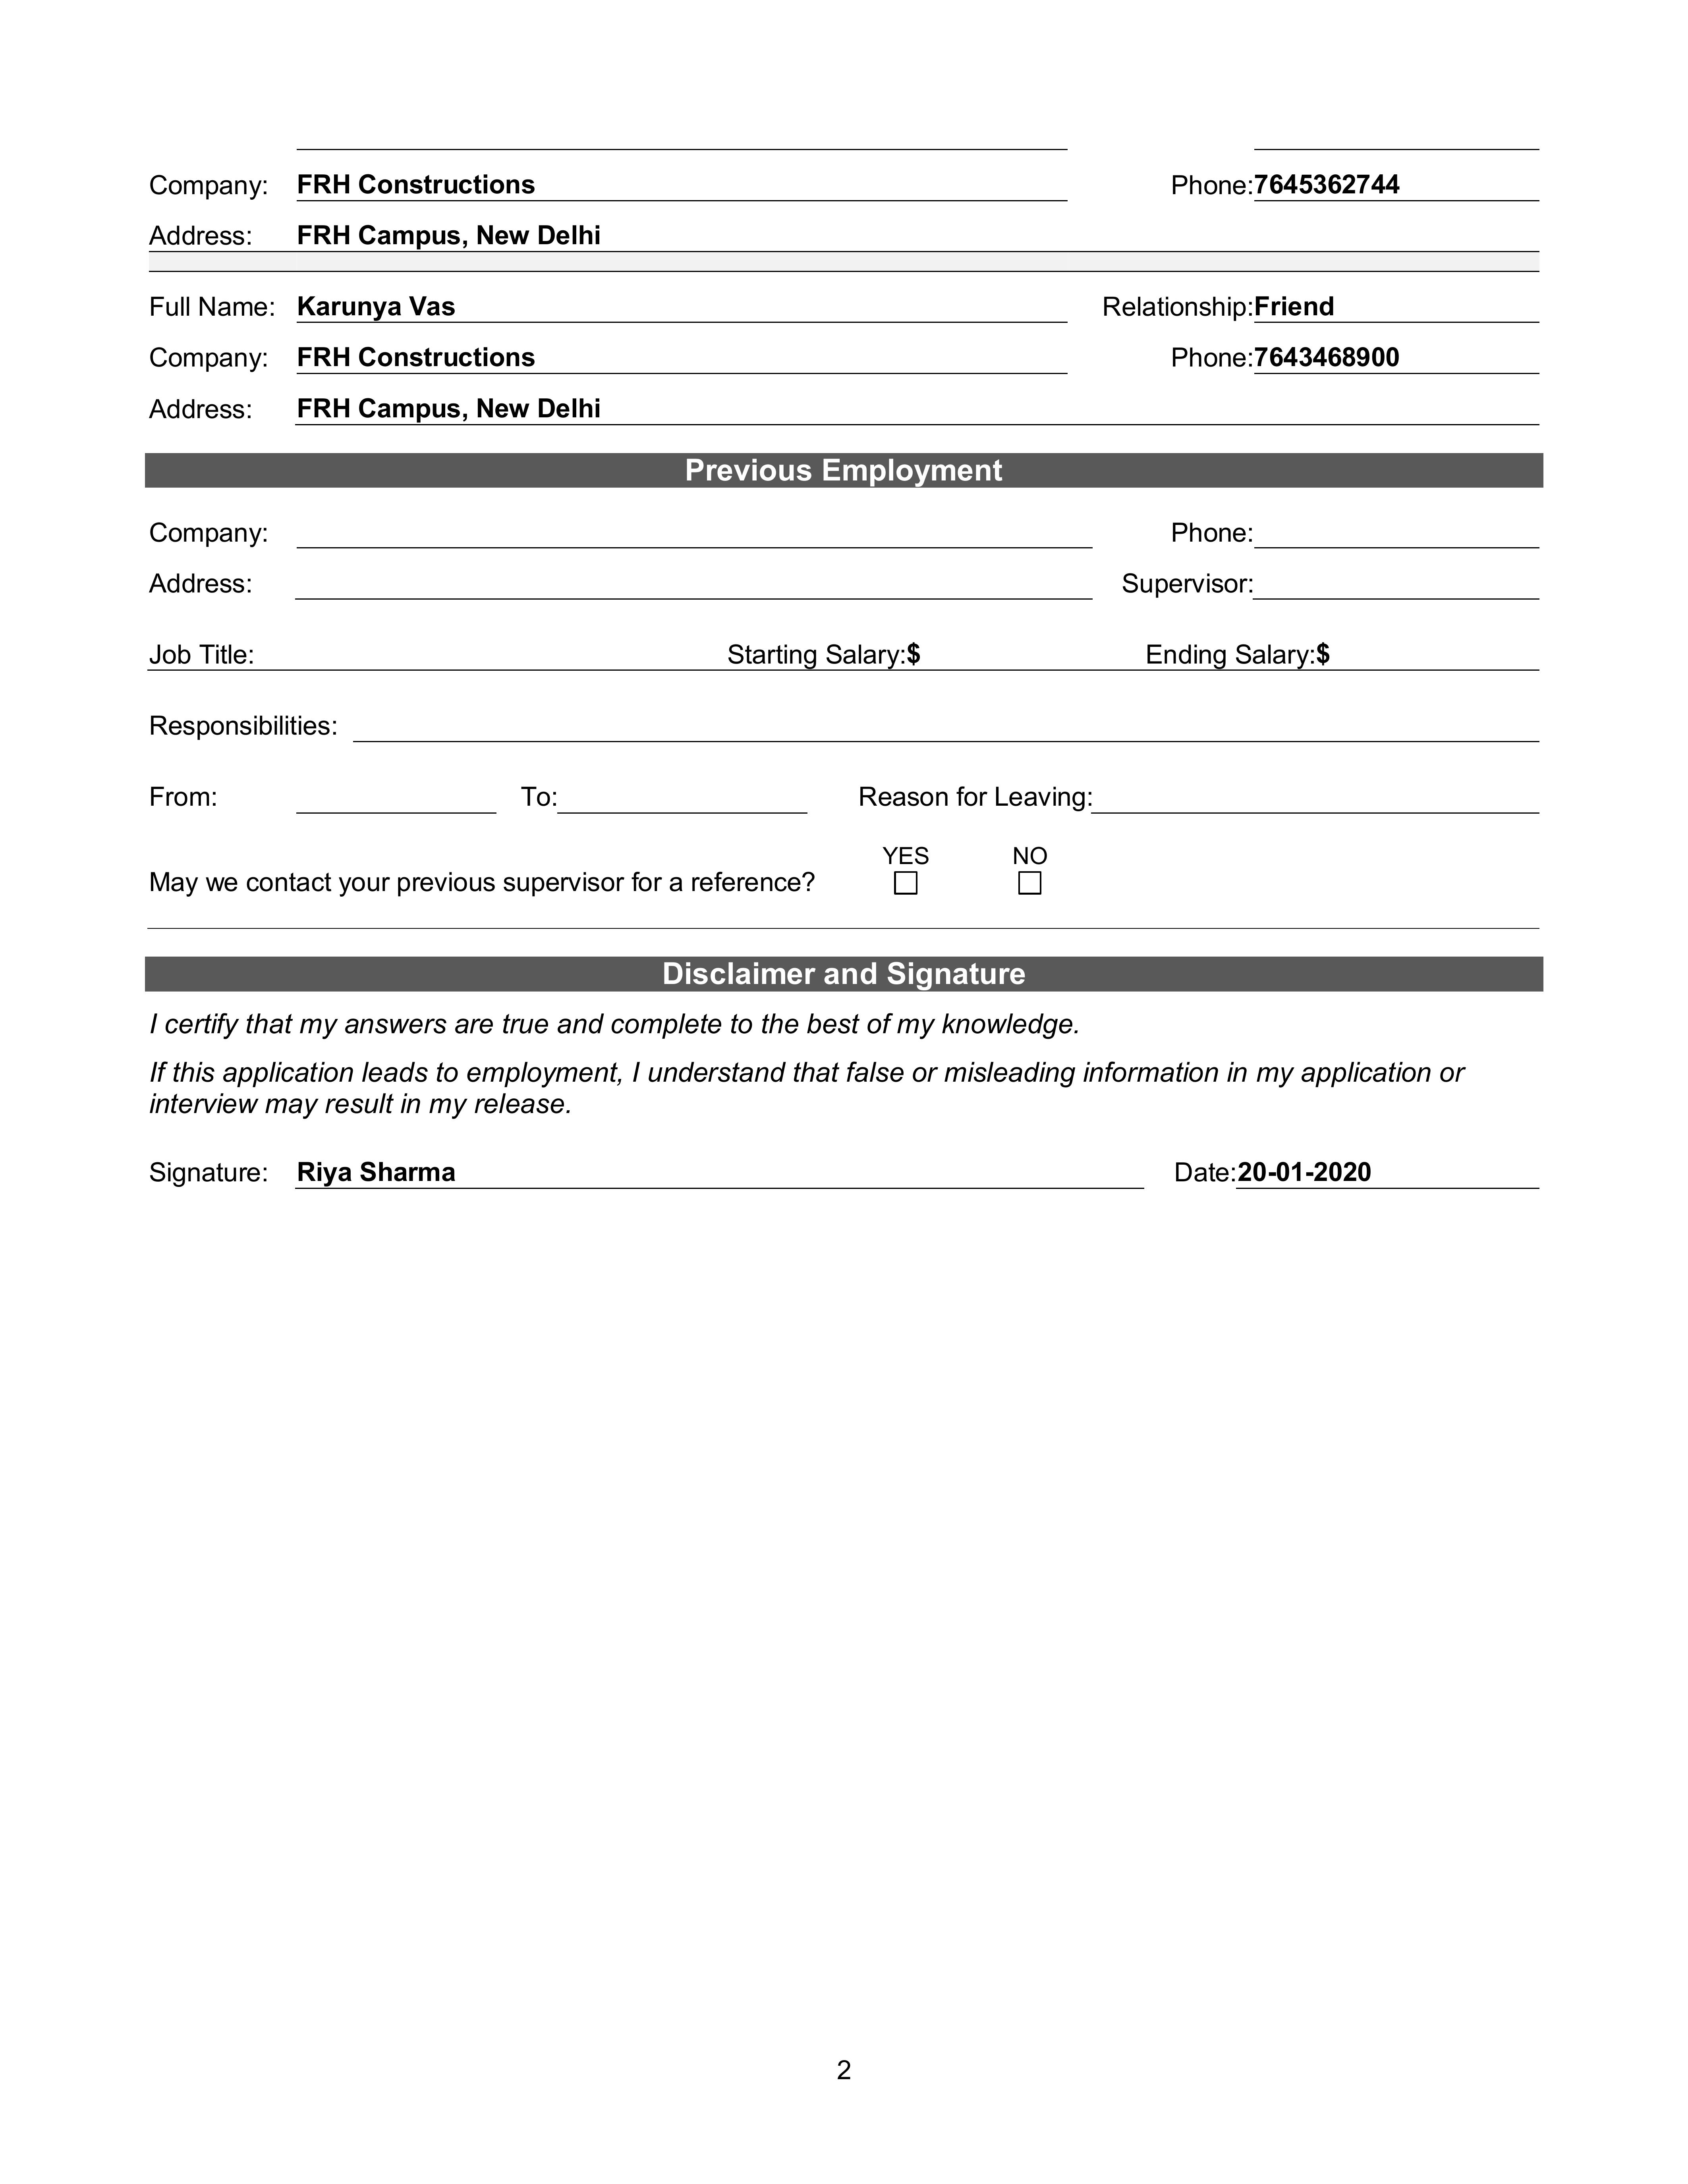 Company: FRH Constructions Phone:7645362744
Address: FRH Campus, New Delhi
Full Name: Karunya Vas Relationship:Friend
Company: FRH Constructions Phone:7643468900
Address: FRH Campus, New Delhi
Previous Employment
Company: Phone:
Address: Supervisor:
Job Title: Starting Salary:$ Ending Salary:$
Responsibilities:
From: To: Reason for Leaving:
YES NO
May we contact your previous supervisor for a reference?
Disclaimer and Signature
I certify that my answers are true and complete to the best of my knowledge.
If this application leads to employment, I understand that false or misleading information in my application or
interview may result in my release.
Signature: Riya Sharma Date:20-01-2020
2